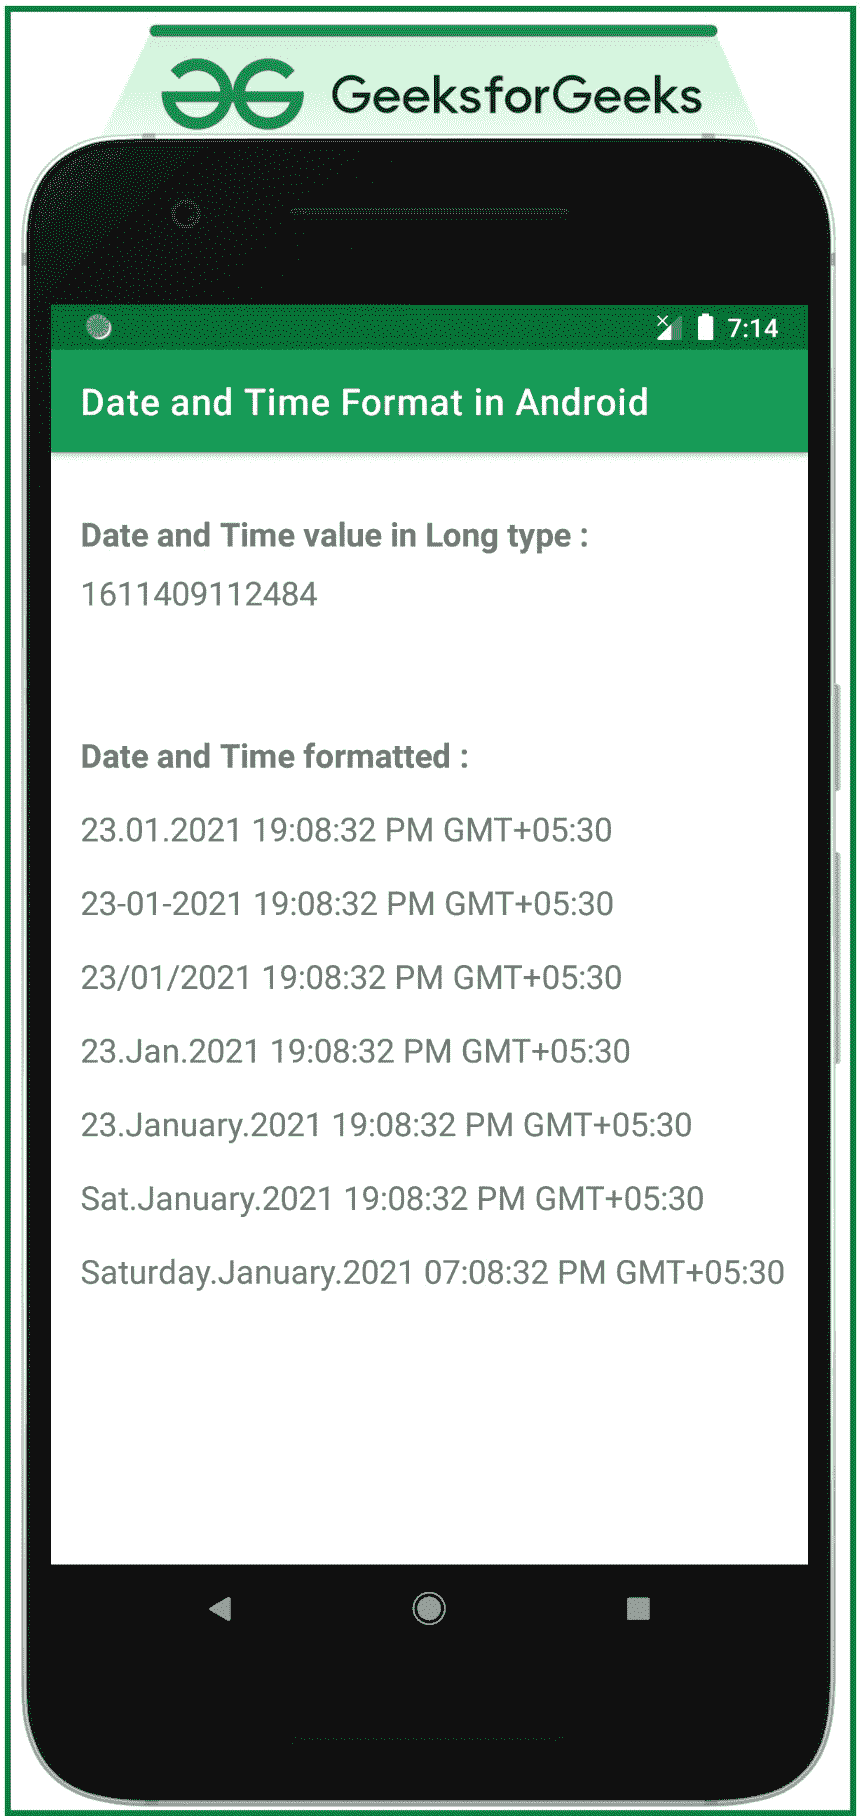 GeeksforGeeks
7:14
Date and Time Format in Android
Date and Time value in Long type :
1611409112484
Date and Time formatted :
23.01.2021 19:08:32 PM GMT+05:30
23-01-2021 19:08:32 PM GMT+05:30
23/01/2021 19:08:32 PM GMT+05:30
23.Jan.2021 19:08:32 PM GMT+05:30
23.January.2021 19:08:32 PM GMT+05:30
Sat.January.2021 19:08:32 PM GMT+05:30
Saturday.January.2021 07:08:32 PM GMT+05:30